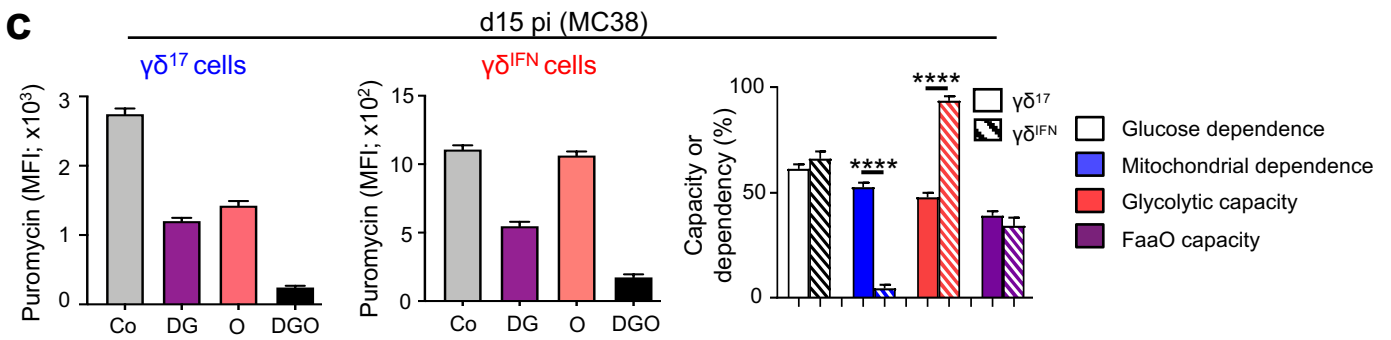 c
d15 pi (MC38)
γδ¹⁷ cells
Puromycin (MFI; x10³)
3
2
1
0
Co DG O DGO
γδᴵᶠᴺ cells
Puromycin (MFI; x10²)
15
10
5
0
Co DG O DGO
Capacity or
dependency (%)
100
50
0
****
****
γδ¹⁷
γδᴵᶠᴺ
Glucose dependence
Mitochondrial dependence
Glycolytic capacity
FaaO capacity